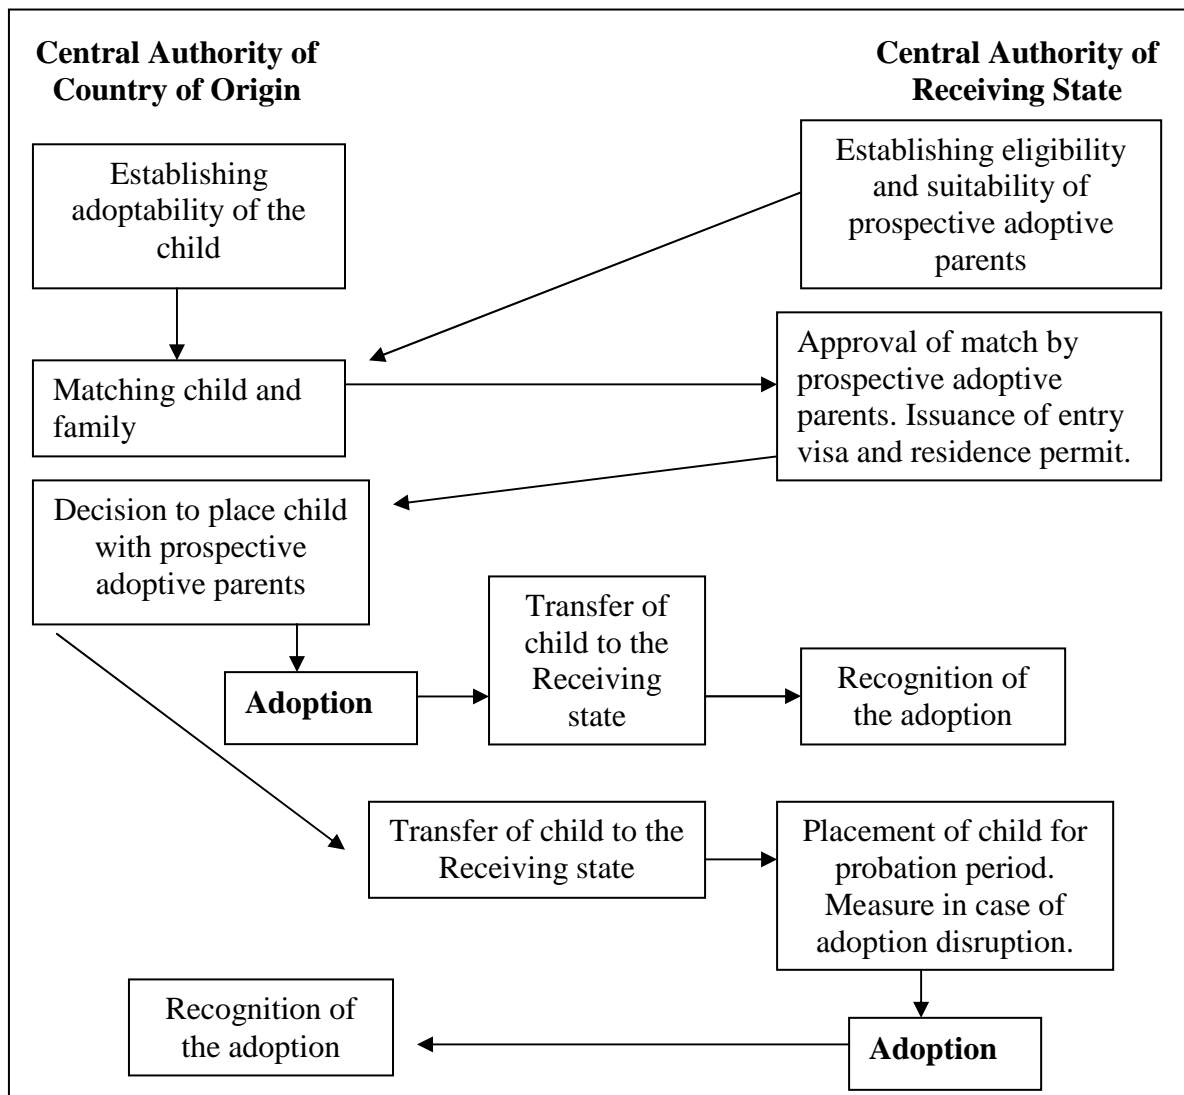 Central Authority of
Country of Origin
Central Authority of
Receiving State
Establishing
adoptability of the
child
Establishing eligibility
and suitability of
prospective adoptive
parents
Matching child and
family
Approval of match by
prospective adoptive
parents. Issuance of entry
visa and residence permit.
Decision to place child
with prospective
adoptive parents
Adoption
Transfer of
child to the
Receiving
state
Recognition of
the adoption
Transfer of child to the
Receiving state
Placement of child for
probation period.
Measure in case of
adoption disruption.
Recognition of
the adoption
Adoption